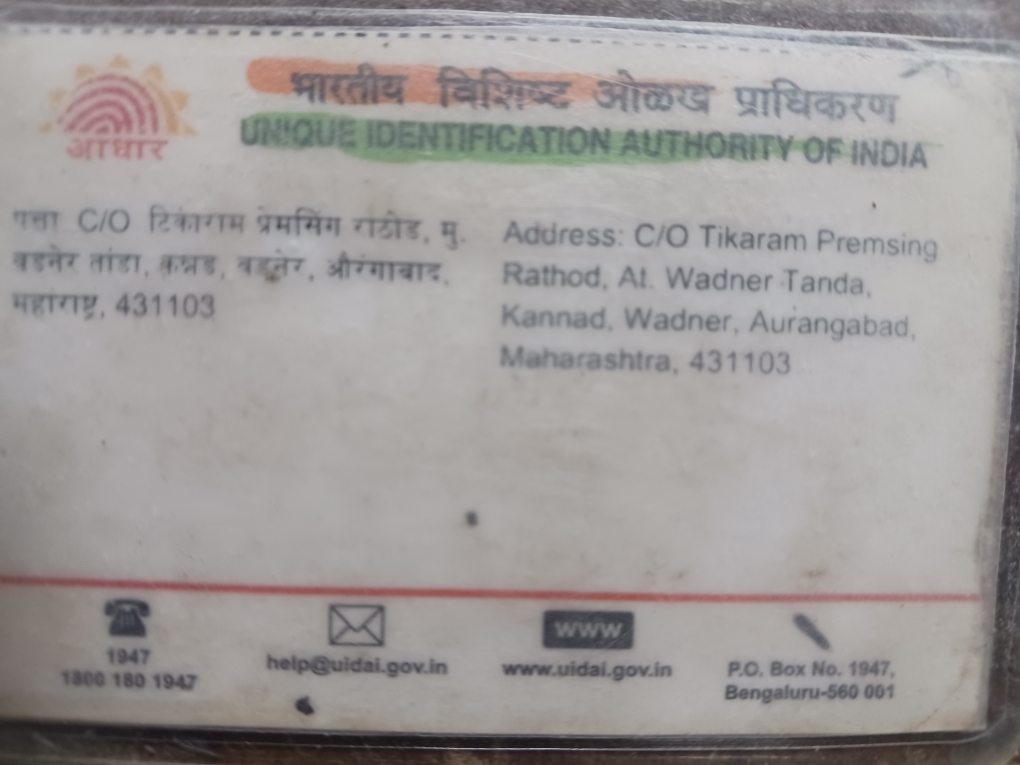 आधार
भारतीय विशिष्ट ओळख प्राधिकरण
UNIQUE IDENTIFICATION AUTHORITY OF INDIA
पत्ता C/O टिकाराम प्रेमसिंग राठोड, मु.
वडनेर तांडा, कन्नड, वडनेर, औरंगाबाद,
महाराष्ट्र, 431103
Address: C/O Tikaram Premsing
Rathod, At. Wadner Tanda,
Kannad, Wadner, Aurangabad,
Maharashtra, 431103
1947
1800 180 1947
help@uidai.gov.in
www
www.uidai.gov.in
P.O. Box No. 1947,
Bengaluru-560 001